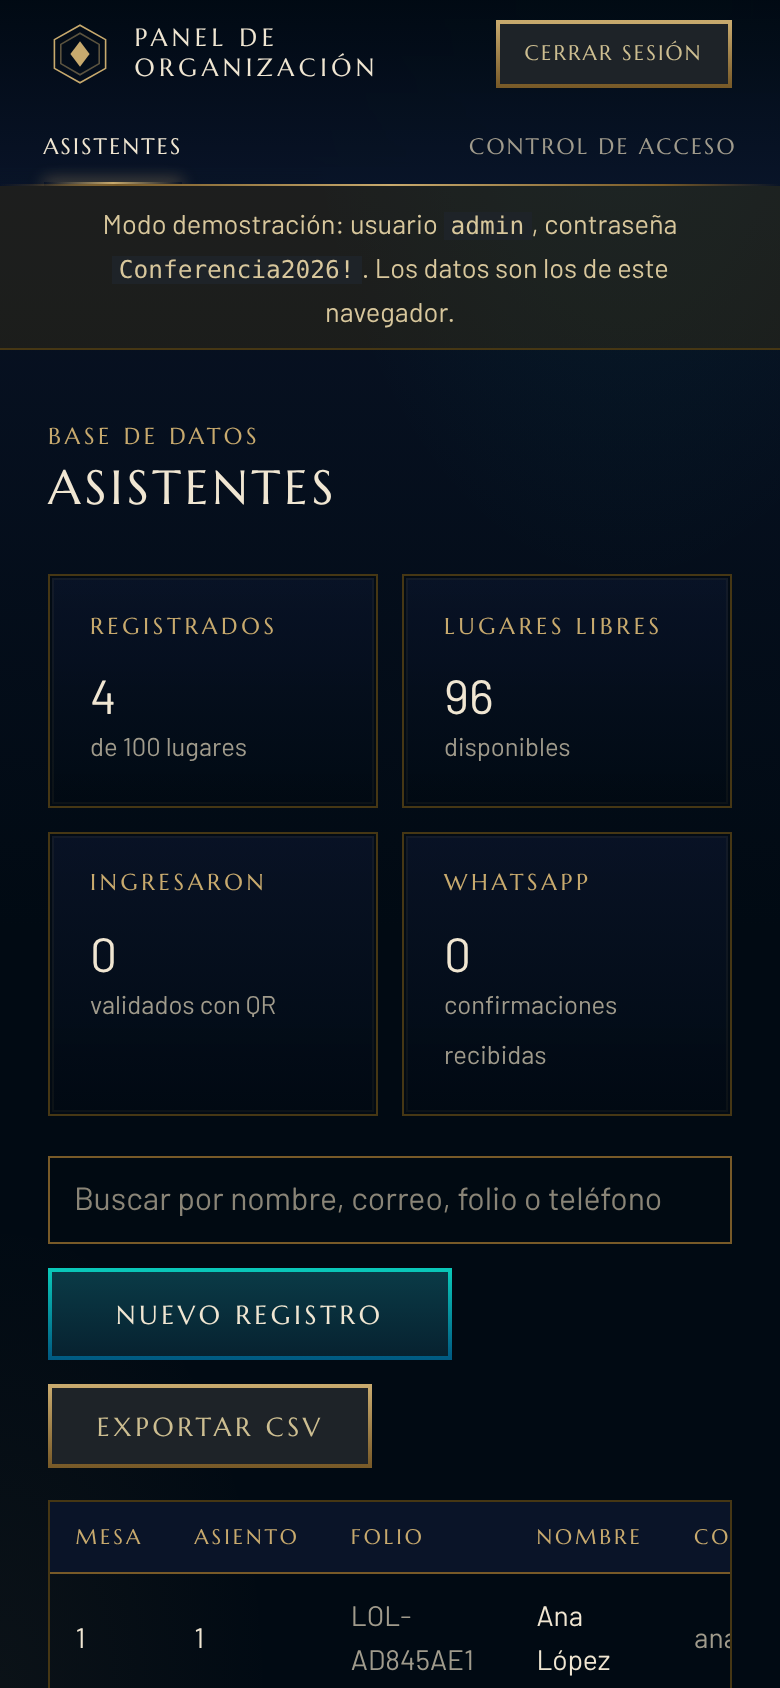 PANEL DE
ORGANIZACIÓN
CERRAR SESIÓN
ASISTENTES
CONTROL DE ACCESO
Modo demostración: usuario admin , contraseña
Conferencia2026! . Los datos son los de este
navegador.
BASE DE DATOS
ASISTENTES
REGISTRADOS
4
de 100 lugares
LUGARES LIBRES
96
disponibles
INGRESARON
0
validados con QR
WHATSAPP
0
confirmaciones
recibidas
Buscar por nombre, correo, folio o teléfono
NUEVO REGISTRO
EXPORTAR CSV
MESA ASIENTO FOLIO NOMBRE CO
1 1 LOL-AD845AE1 Ana López ana